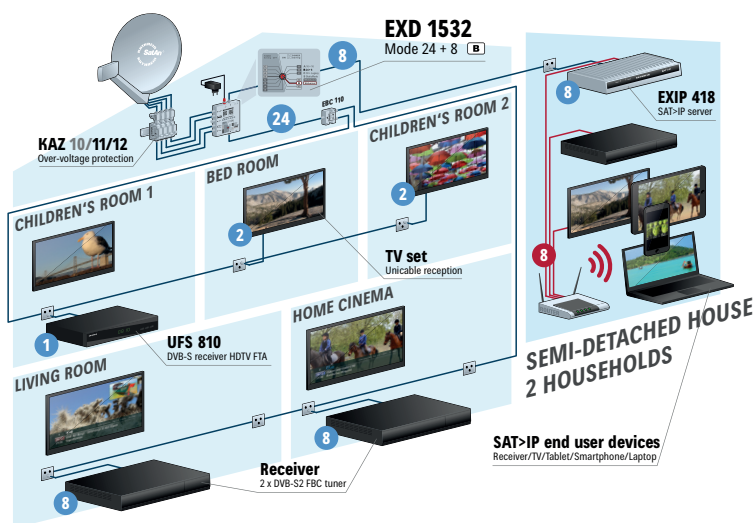 SatAn
EXD 1532
Mode 24 + 8 B
8
8
EXIP 418
SAT>IP server
24
EBC 110
KAZ 10/11/12
Over-voltage protection
CHILDREN'S ROOM 2
BED ROOM
CHILDREN'S ROOM 1
2
2
TV set
Unicable reception
8
1
UFS 810
DVB-S receiver HDTV FTA
HOME CINEMA
LIVING ROOM
SEMI-DETACHED HOUSE
2 HOUSEHOLDS
8
8
Receiver
2 x DVB-S2 FBC tuner
SAT>IP end user devices
Receiver/TV/Tablet/Smartphone/Laptop